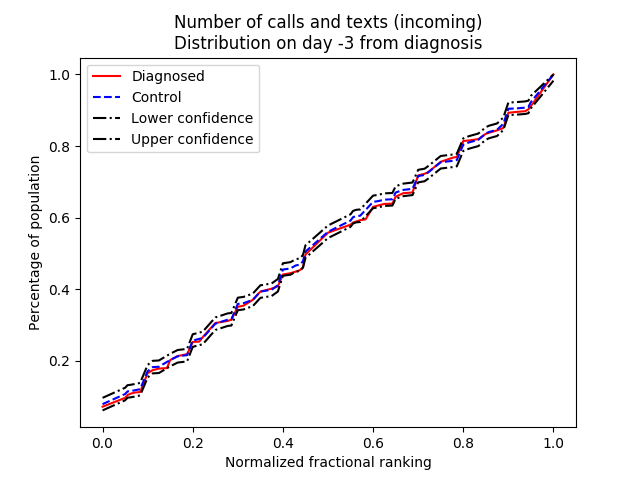 Number of calls and texts (incoming)
Distribution on day -3 from diagnosis
Diagnosed
Control
Lower confidence
Upper confidence
Percentage of population
1.0
0.8
0.6
0.4
0.2
0.0 0.2 0.4 0.6 0.8 1.0
Normalized fractional ranking